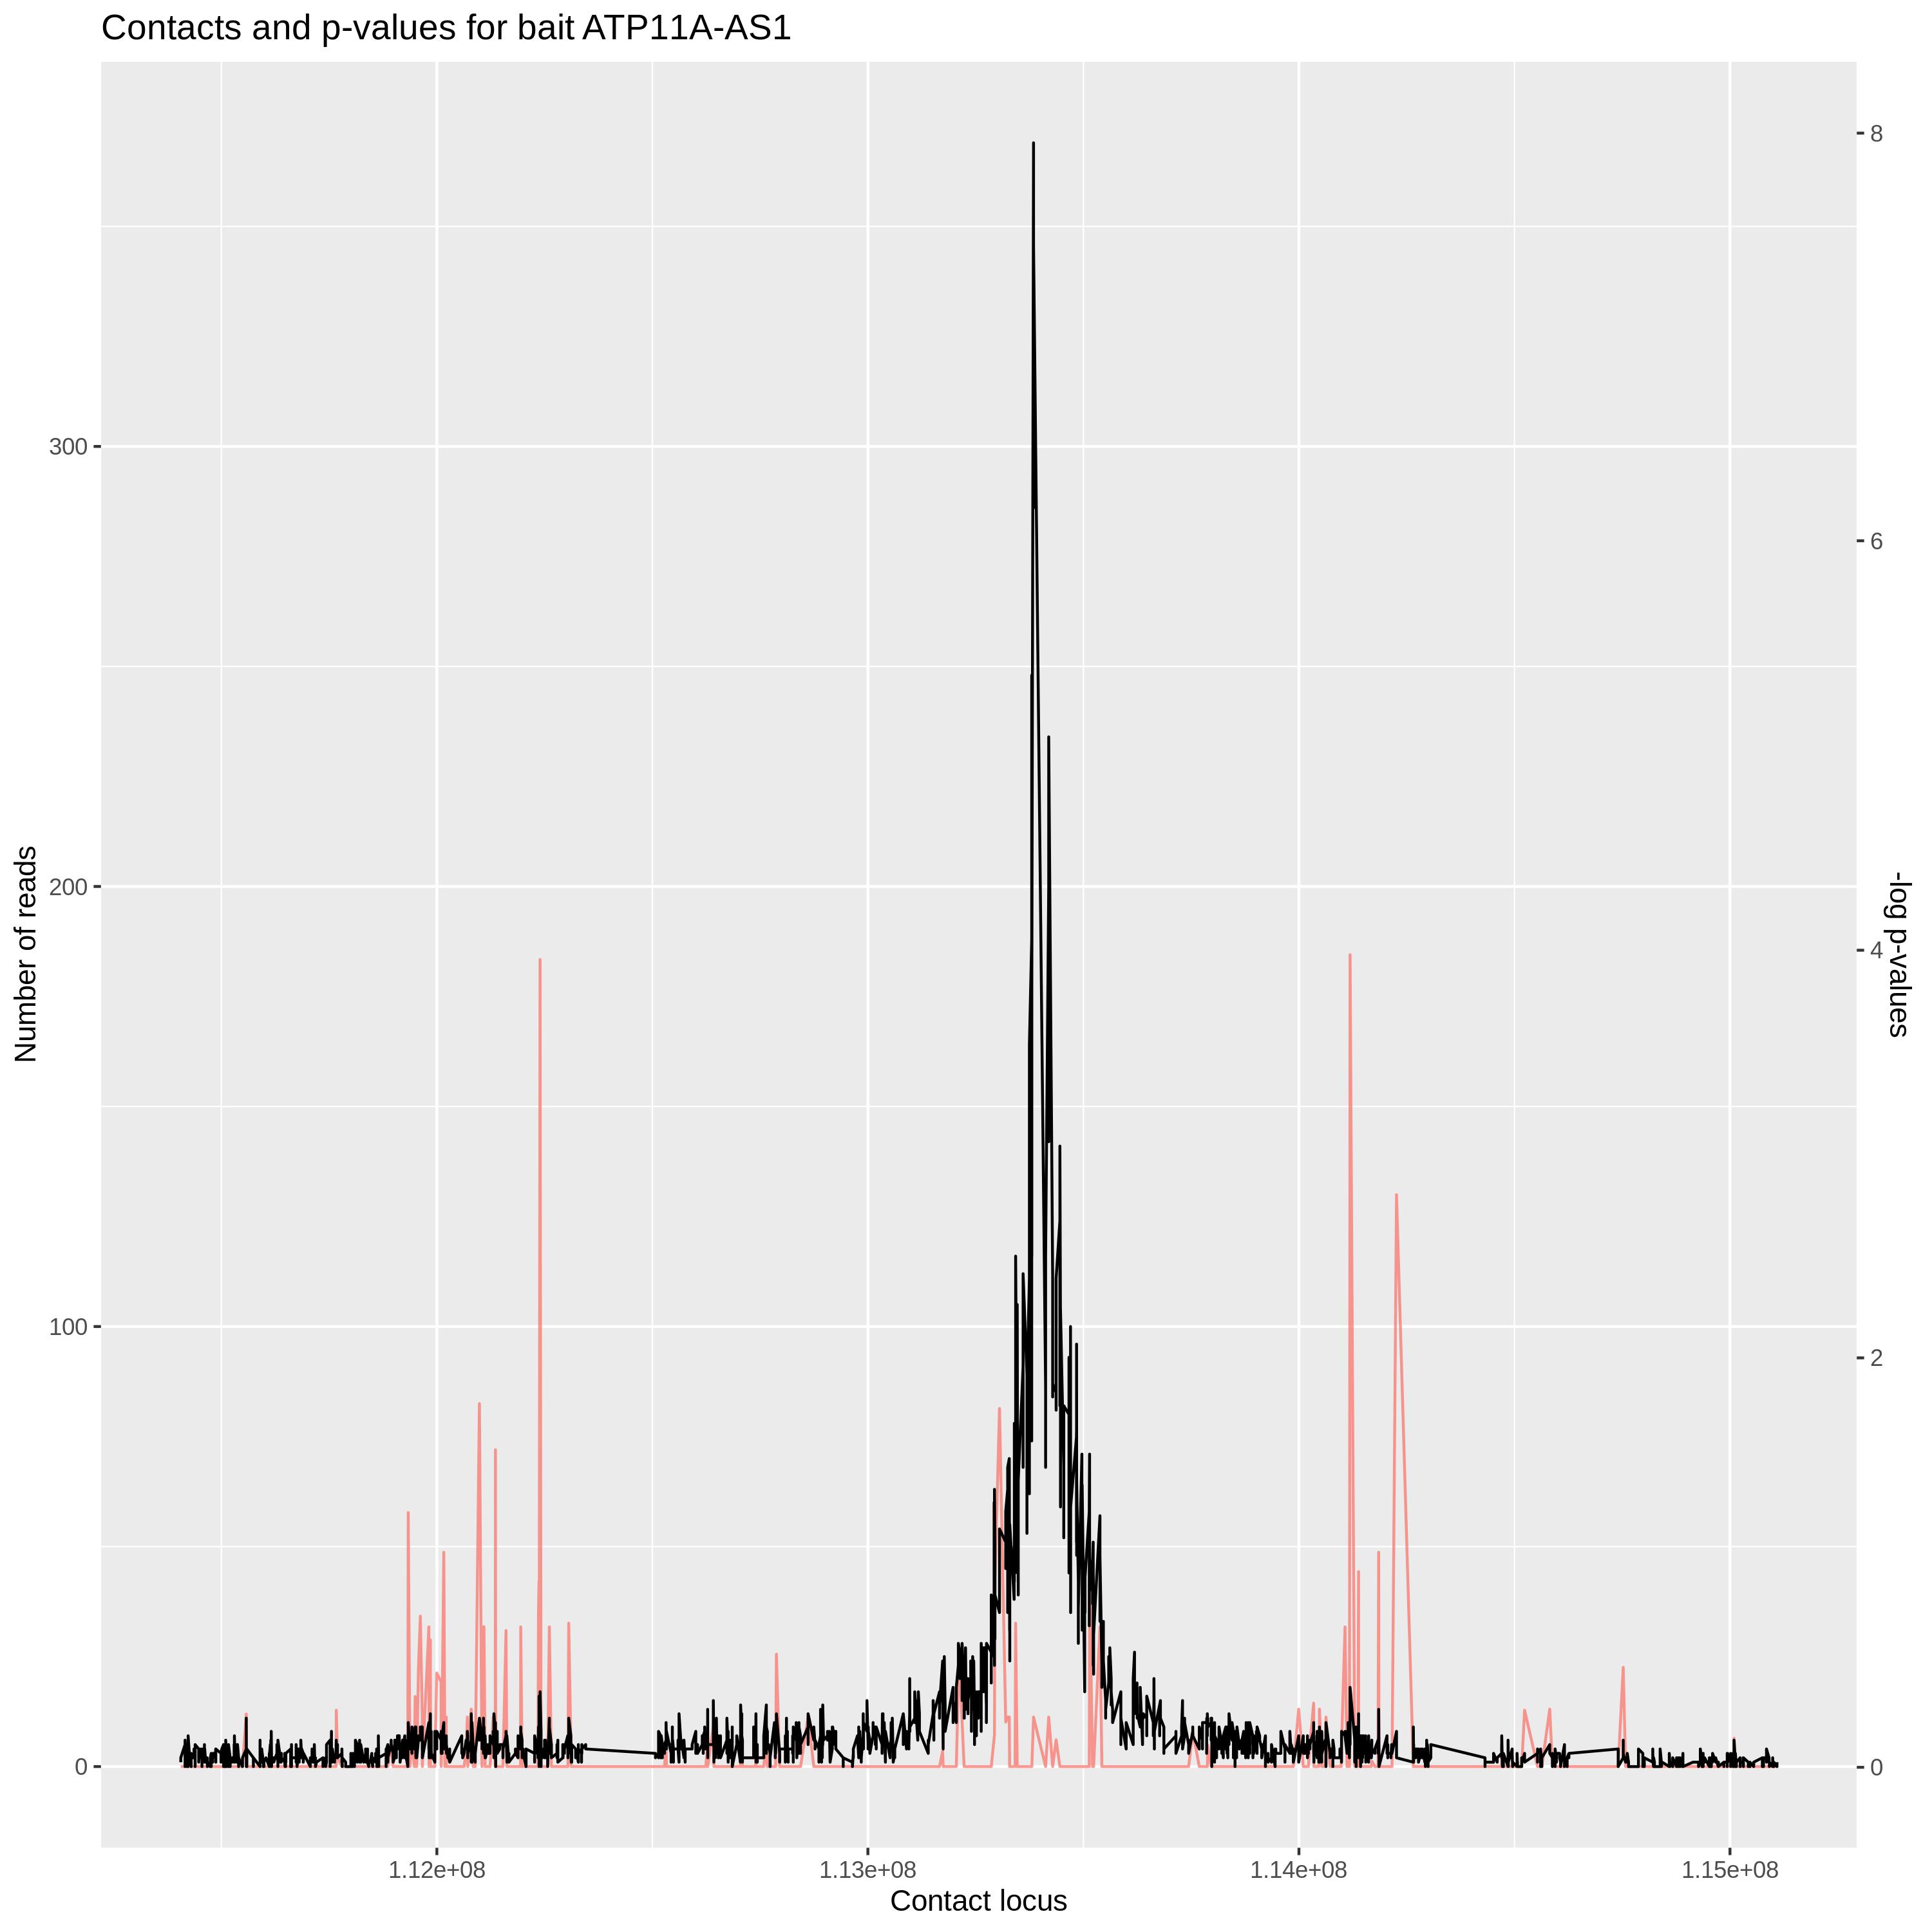 Contacts and p-values for bait ATP11A-AS1
Number of reads
300
200
100
0
8
6
4
2
0
-log p-values
1.12e+08
1.13e+08
1.14e+08
1.15e+08
Contact locus